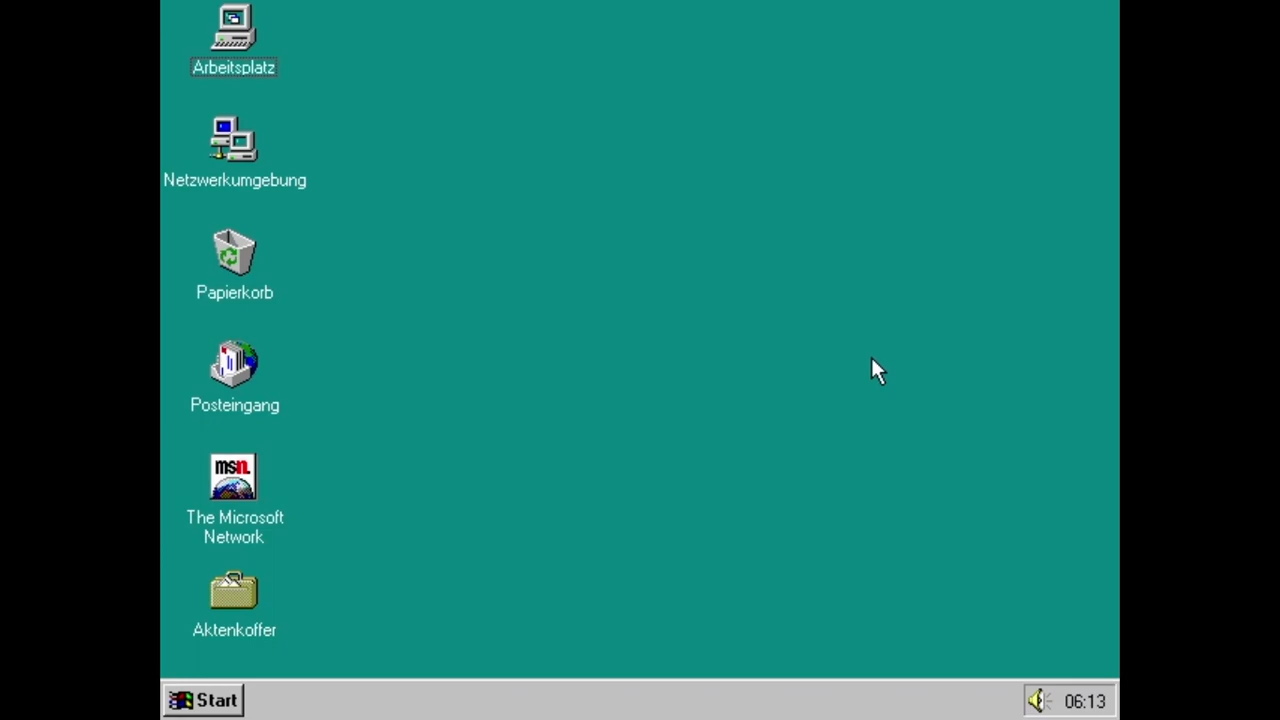 Arbeitsplatz
Netzwerkumgebung
Papierkorb
Posteingang
msn.
The Microsoft
Network
Aktenkoffer
Start
06:13